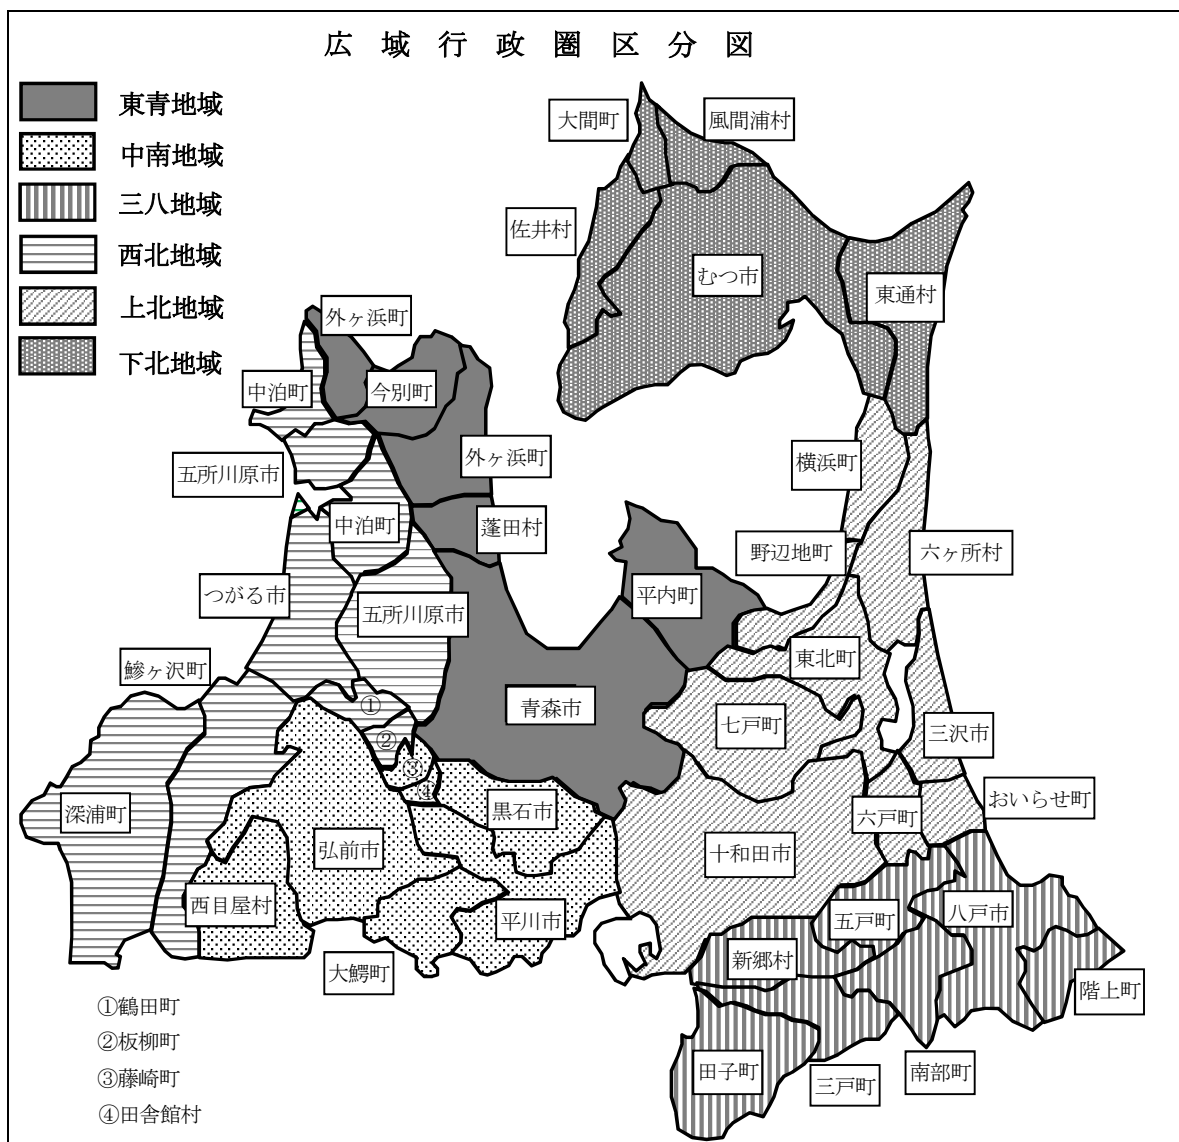 広域行政圏区分図
東青地域
中南地域
三八地域
西北地域
上北地域
下北地域
大間町
風間浦村
佐井村
むつ市
東通村
外ヶ浜町
中泊町
今別町
外ヶ浜町
五所川原市
横浜町
中泊町
蓬田村
野辺地町
六ヶ所村
つがる市
五所川原市
平内町
鰺ヶ沢町
東北町
①
青森市
七戸町
②
三沢市
③
④
深浦町
黒石市
おいらせ町
六戸町
弘前市
十和田市
西目屋村
平川市
五戸町
八戸市
大鰐町
新郷村
階上町
田子町
三戸町
南部町
①鶴田町
②板柳町
③藤崎町
④田舎館村